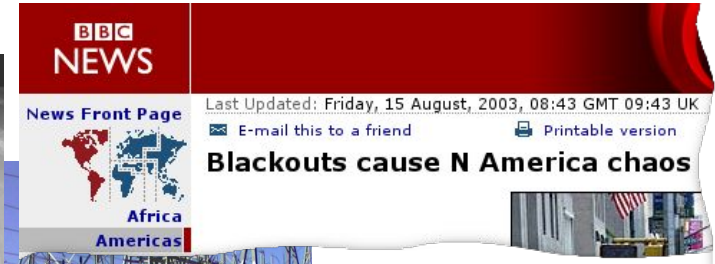 BBC
NEWS
News Front Page
Africa
Americas
Last Updated: Friday, 15 August, 2003, 08:43 GMT 09:43 UK
E-mail this to a friend
Printable version
Blackouts cause N America chaos